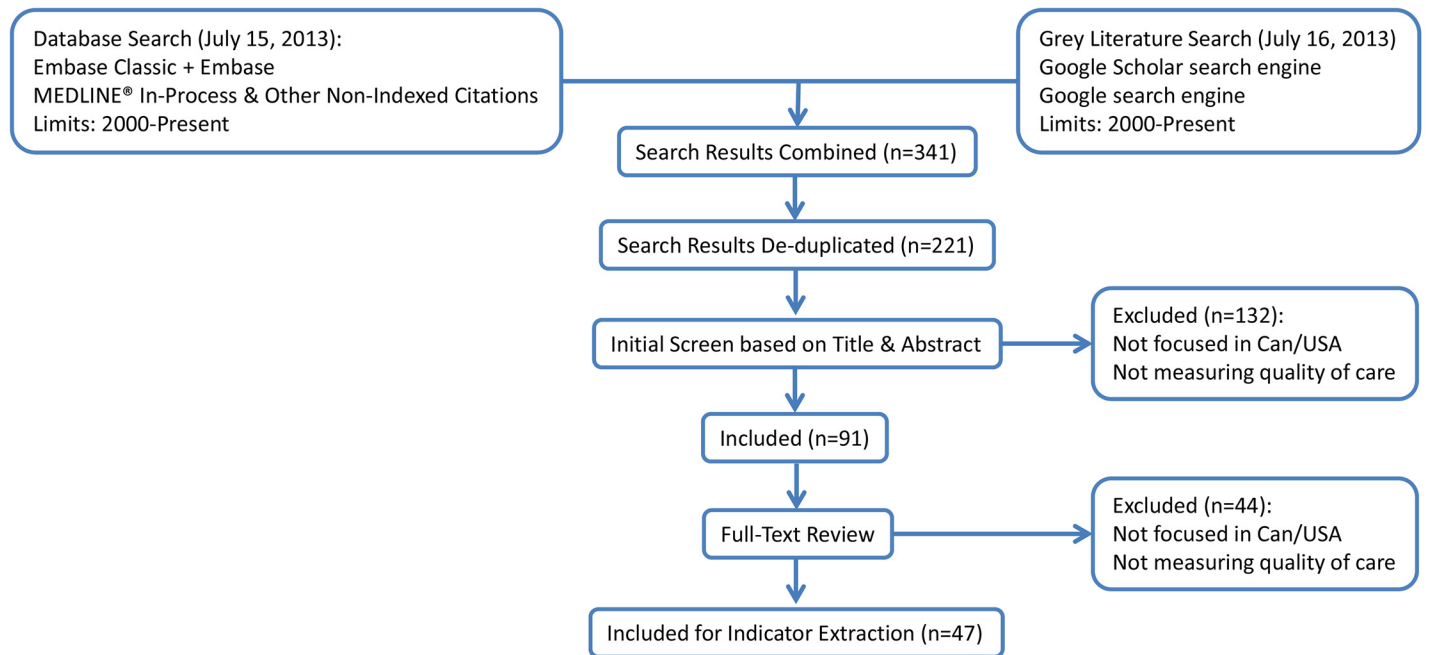 Database Search (July 15, 2013):
Embase Classic + Embase
MEDLINE® In-Process & Other Non-Indexed Citations
Limits: 2000-Present
Grey Literature Search (July 16, 2013)
Google Scholar search engine
Google search engine
Limits: 2000-Present
Search Results Combined (n=341)
Search Results De-duplicated (n=221)
Initial Screen based on Title & Abstract
Excluded (n=132):
Not focused in Can/USA
Not measuring quality of care
Included (n=91)
Full-Text Review
Excluded (n=44):
Not focused in Can/USA
Not measuring quality of care
Included for Indicator Extraction (n=47)